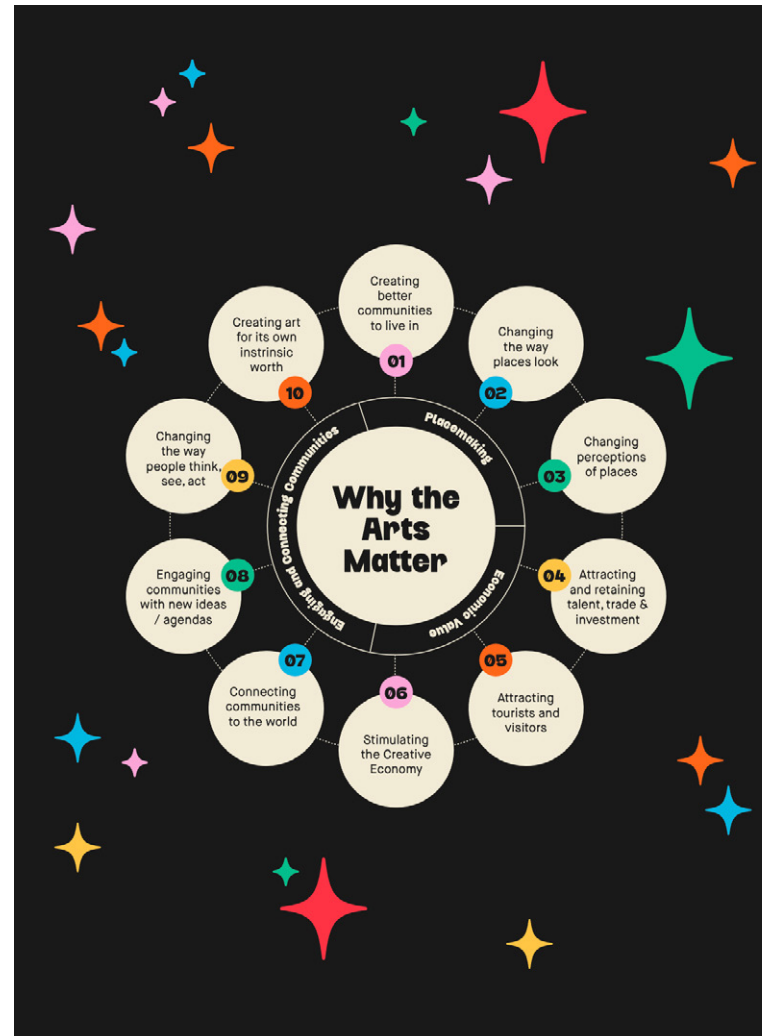 Why the
Arts
Matter
Placemaking
Economic Value
Engaging and Connecting Communities
Creating
better
communities
to live in
01
Changing
the way
places look
02
Changing
perceptions
of places
03
04
Attracting
and retaining
talent, trade &
investment
05
Attracting
tourists and
visitors
06
Stimulating
the Creative
Economy
07
Connecting
communities
to the world
08
Engaging
communities
with new ideas
/ agendas
Changing
the way
people think,
see, act
09
Creating art
for its own
instrinsic
worth
10